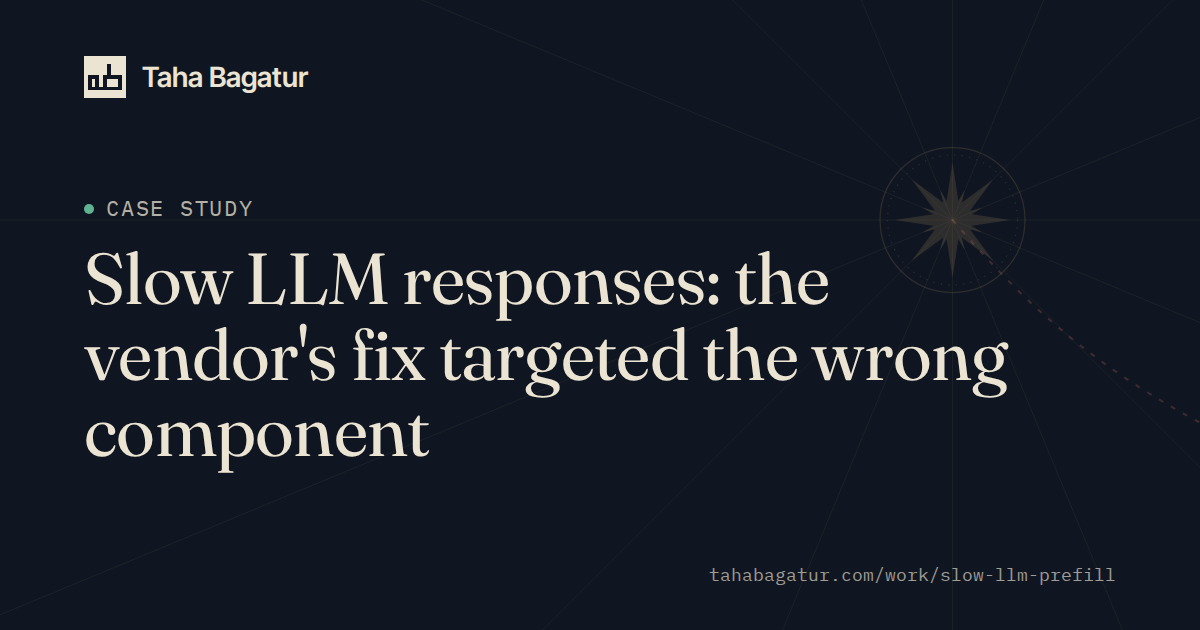 Taha Bagatur
CASE STUDY
Slow LLM responses: the
vendor's fix targeted the wrong
component
tahabagatur.com/work/slow-llm-prefill